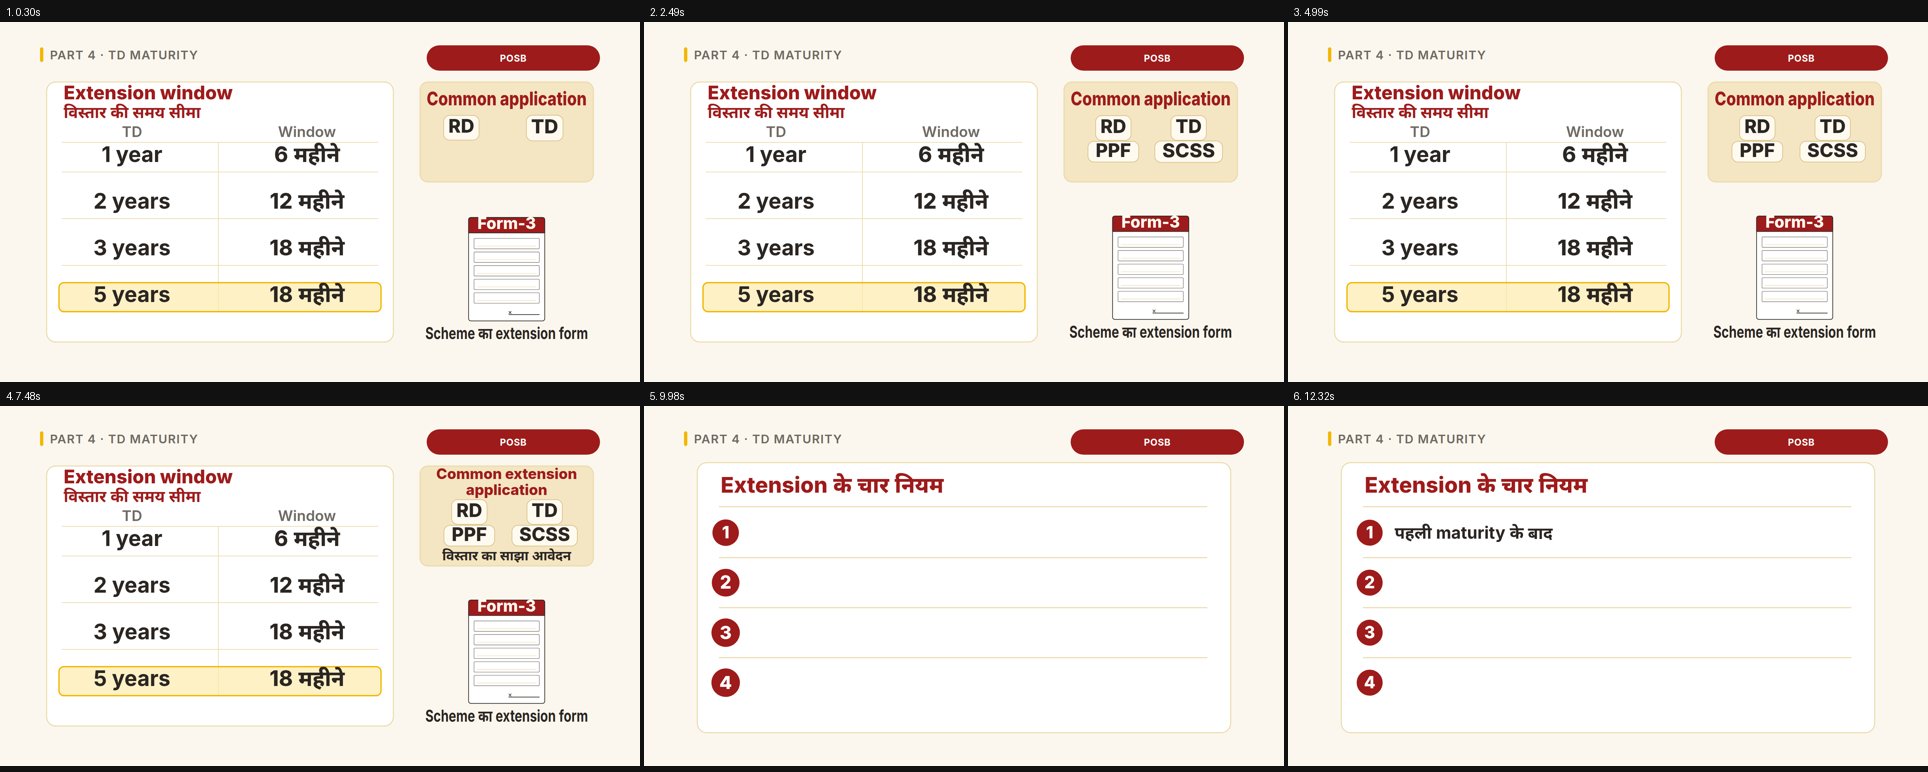 1. 0.30s
PART 4 · TD MATURITY
POSB
Extension window
विस्तार की समय सीमा
TD Window
1 year 6 महीने
2 years 12 महीने
3 years 18 महीने
5 years 18 महीने
Common application
RD TD
Form-3
Scheme का extension form
2. 2.49s
PART 4 · TD MATURITY
POSB
Extension window
विस्तार की समय सीमा
TD Window
1 year 6 महीने
2 years 12 महीने
3 years 18 महीने
5 years 18 महीने
Common application
RD TD
PPF SCSS
Form-3
Scheme का extension form
3. 4.99s
PART 4 · TD MATURITY
POSB
Extension window
विस्तार की समय सीमा
TD Window
1 year 6 महीने
2 years 12 महीने
3 years 18 महीने
5 years 18 महीने
Common application
RD TD
PPF SCSS
Form-3
Scheme का extension form
4. 7.48s
PART 4 · TD MATURITY
POSB
Extension window
विस्तार की समय सीमा
TD Window
1 year 6 महीने
2 years 12 महीने
3 years 18 महीने
5 years 18 महीने
Common extension
application
RD TD
PPF SCSS
विस्तार का साझा आवेदन
Form-3
Scheme का extension form
5. 9.98s
PART 4 · TD MATURITY
POSB
Extension के चार नियम
1
2
3
4
6. 12.32s
PART 4 · TD MATURITY
POSB
Extension के चार नियम
1 पहली maturity के बाद
2
3
4